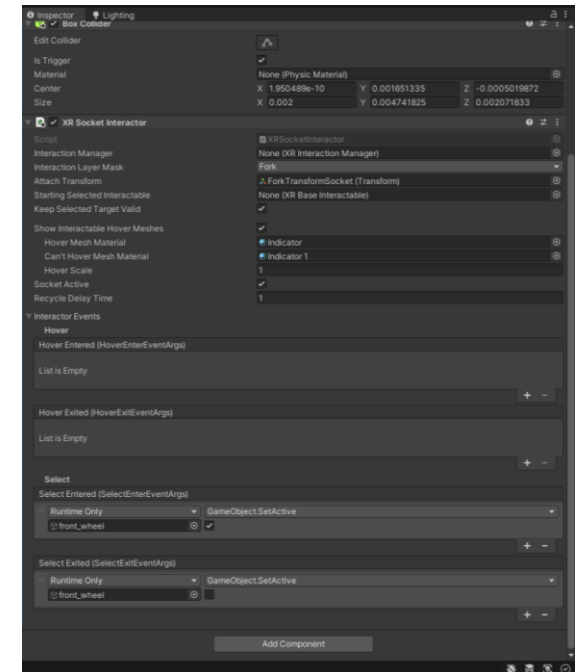 Inspector Lighting
Box Collider
Edit Collider
Is Trigger
Material None (Physic Material)
Center X 1.950489e-10 Y 0.001651335 Z -0.0005019872
Size X 0.002 Y 0.004741825 Z 0.002071833
XR Socket Interactor
Script XRSocketInteractor
Interaction Manager None (XR Interaction Manager)
Interaction Layer Mask Fork
Attach Transform ForkTransformSocket (Transform)
Starting Selected Interactable None (XR Base Interactable)
Keep Selected Target Valid
Show Interactable Hover Meshes
Hover Mesh Material Indicator
Can't Hover Mesh Material Indicator 1
Hover Scale 1
Socket Active
Recycle Delay Time 1
Interactor Events
Hover
Hover Entered (HoverEnterEventArgs)
List is Empty
+ -
Hover Exited (HoverExitEventArgs)
List is Empty
+ -
Select
Select Entered (SelectEnterEventArgs)
Runtime Only GameObject.SetActive
front_wheel
+ -
Select Exited (SelectExitEventArgs)
Runtime Only GameObject.SetActive
front_wheel
+ -
Add Component